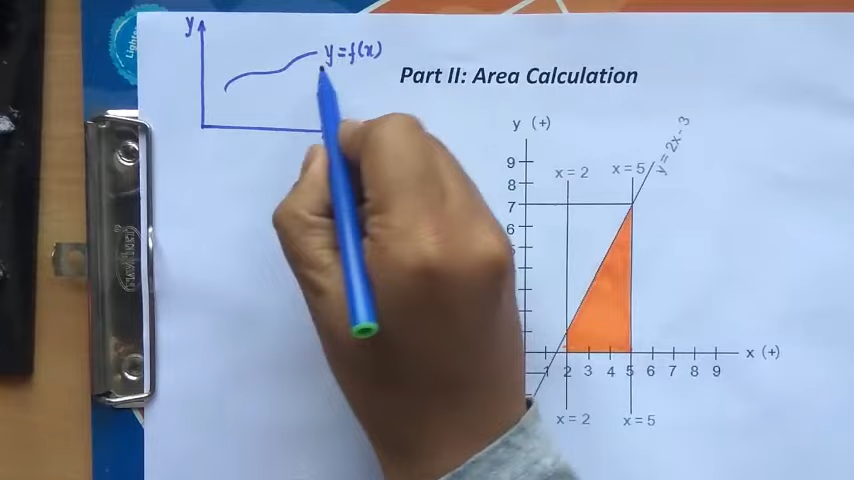 y
y=f(x)
Part II: Area Calculation
y (+)
x = 2
x = 5
y = 2x - 3
9
8
7
6
x (+)
1 2 3 4 5 6 7 8 9
x = 2
x = 5